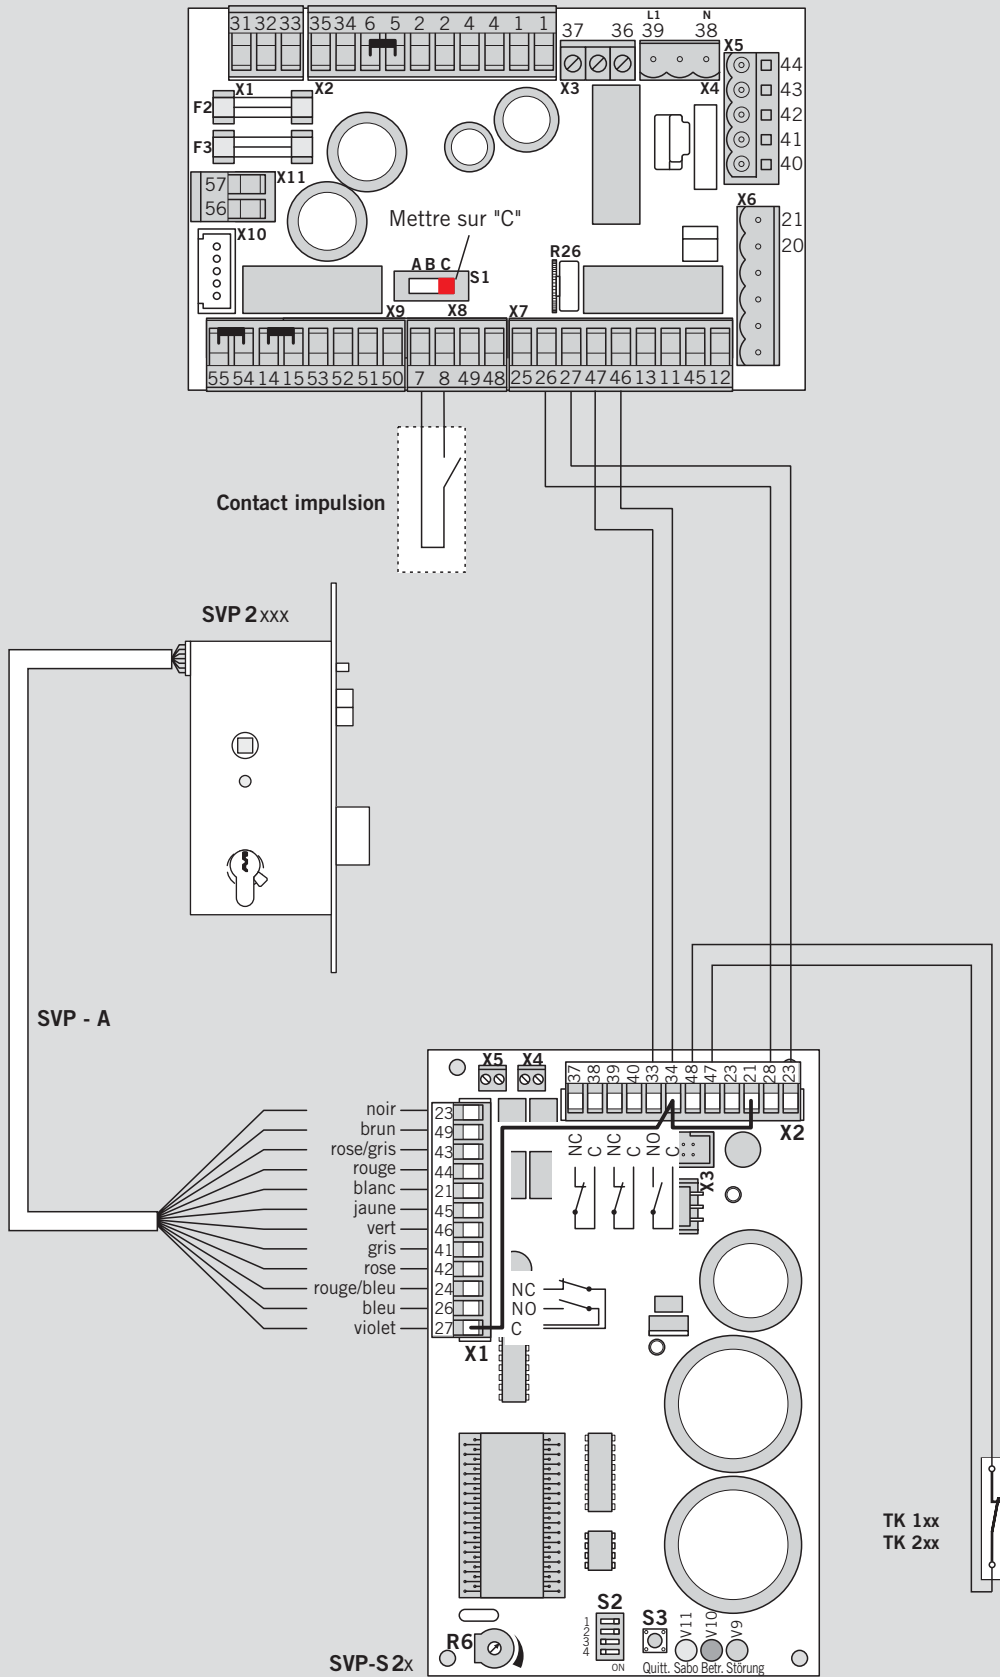 31 32 33 35 34 6 5 2 2 4 4 1 1 37 36 39 38
L1 N
X1 X2 X3 X4 X5
44
43
42
41
40
F2
F3
57 X11
56
X10
Mettre sur "C"
A B C
S1
R26
X6
21
20
X9 X8 X7
55 54 14 15 53 52 51 50 7 8 49 48 25 26 27 47 46 13 11 45 12
Contact impulsion
SVP 2xxx
SVP - A
X5 X4
37 38 39 40 33 34 48 47 23 21 28 23
X2
NC C NC C NO C
X3
noir 23
brun 49
rose/gris 43
rouge 44
blanc 21
jaune 45
vert 46
gris 41
rose 42
rouge/bleu 24
bleu 26
violet 27
NC
NO
C
X1
TK 1xx
TK 2xx
S2
1
2
3
4
ON
S3
V11 V10 V9
R6
Quitt. Sabo Betr. Störung
SVP-S 2x